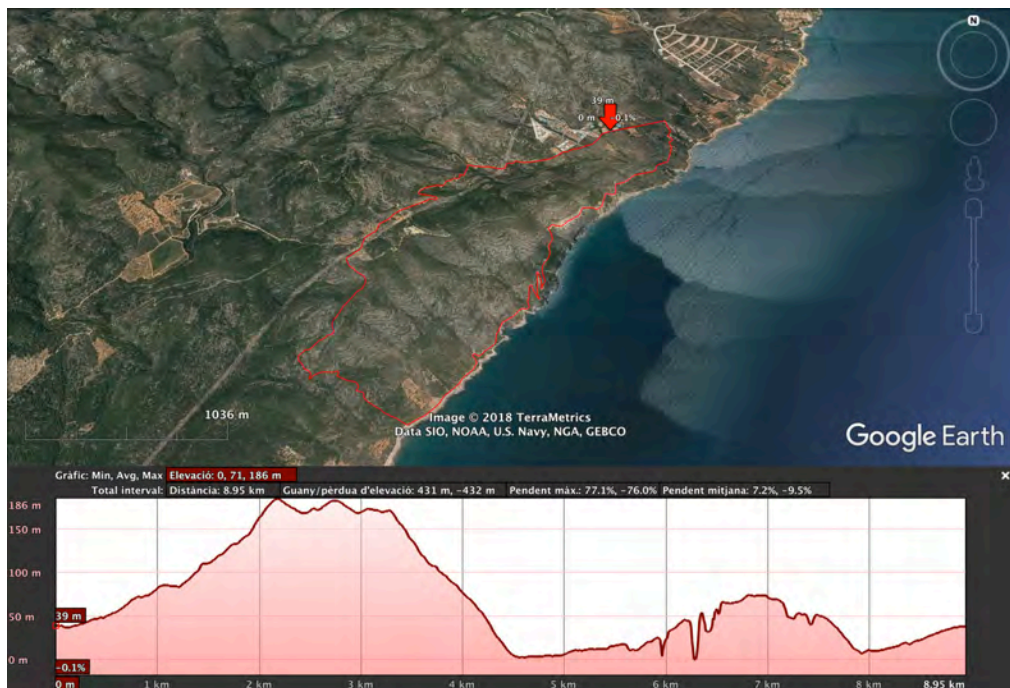 N
39 m
0 m -0.1%
1036 m
Image © 2018 TerraMetrics
Data SIO, NOAA, U.S. Navy, NGA, GEBCO
Google Earth
Gràfic: Min, Avg, Max Elevació: 0, 71, 186 m
Total interval: Distància: 8.95 km Guany/pèrdua d'elevació: 431 m, -432 m Pendent màx.: 77.1%, -76.0% Pendent mitjana: 7.2%, -9.5%
186 m
150 m
100 m
50 m
39 m
0 m
-0.1%
0 m 1 km 2 km 3 km 4 km 5 km 6 km 7 km 8 km 8.95 km